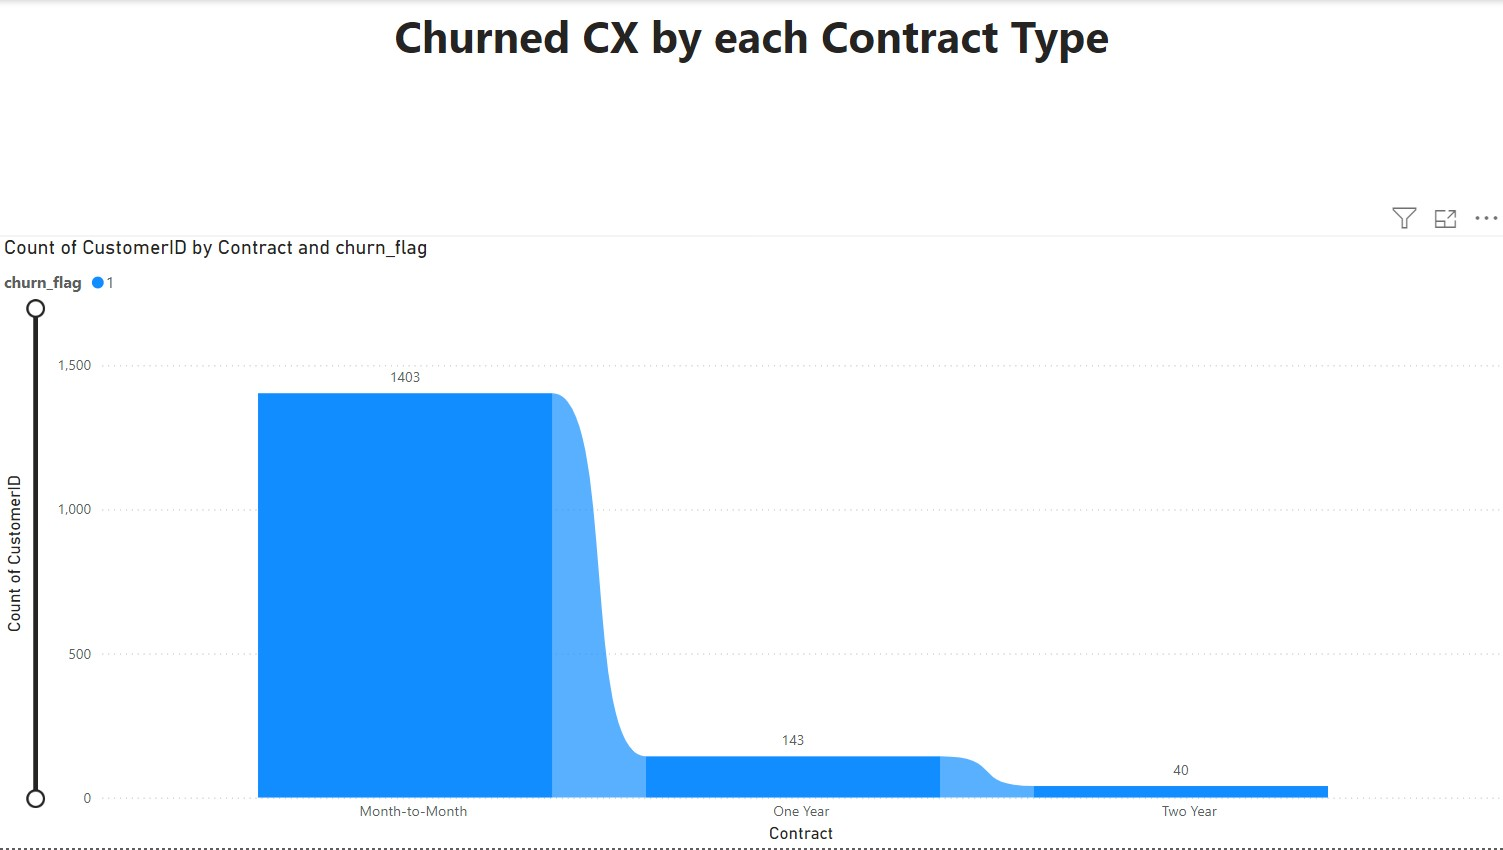 Churned CX by each Contract Type
Count of CustomerID by Contract and churn_flag
churn_flag 1
1,500
1,000
500
0
Count of CustomerID
1403
143
40
Month-to-Month One Year Two Year
Contract